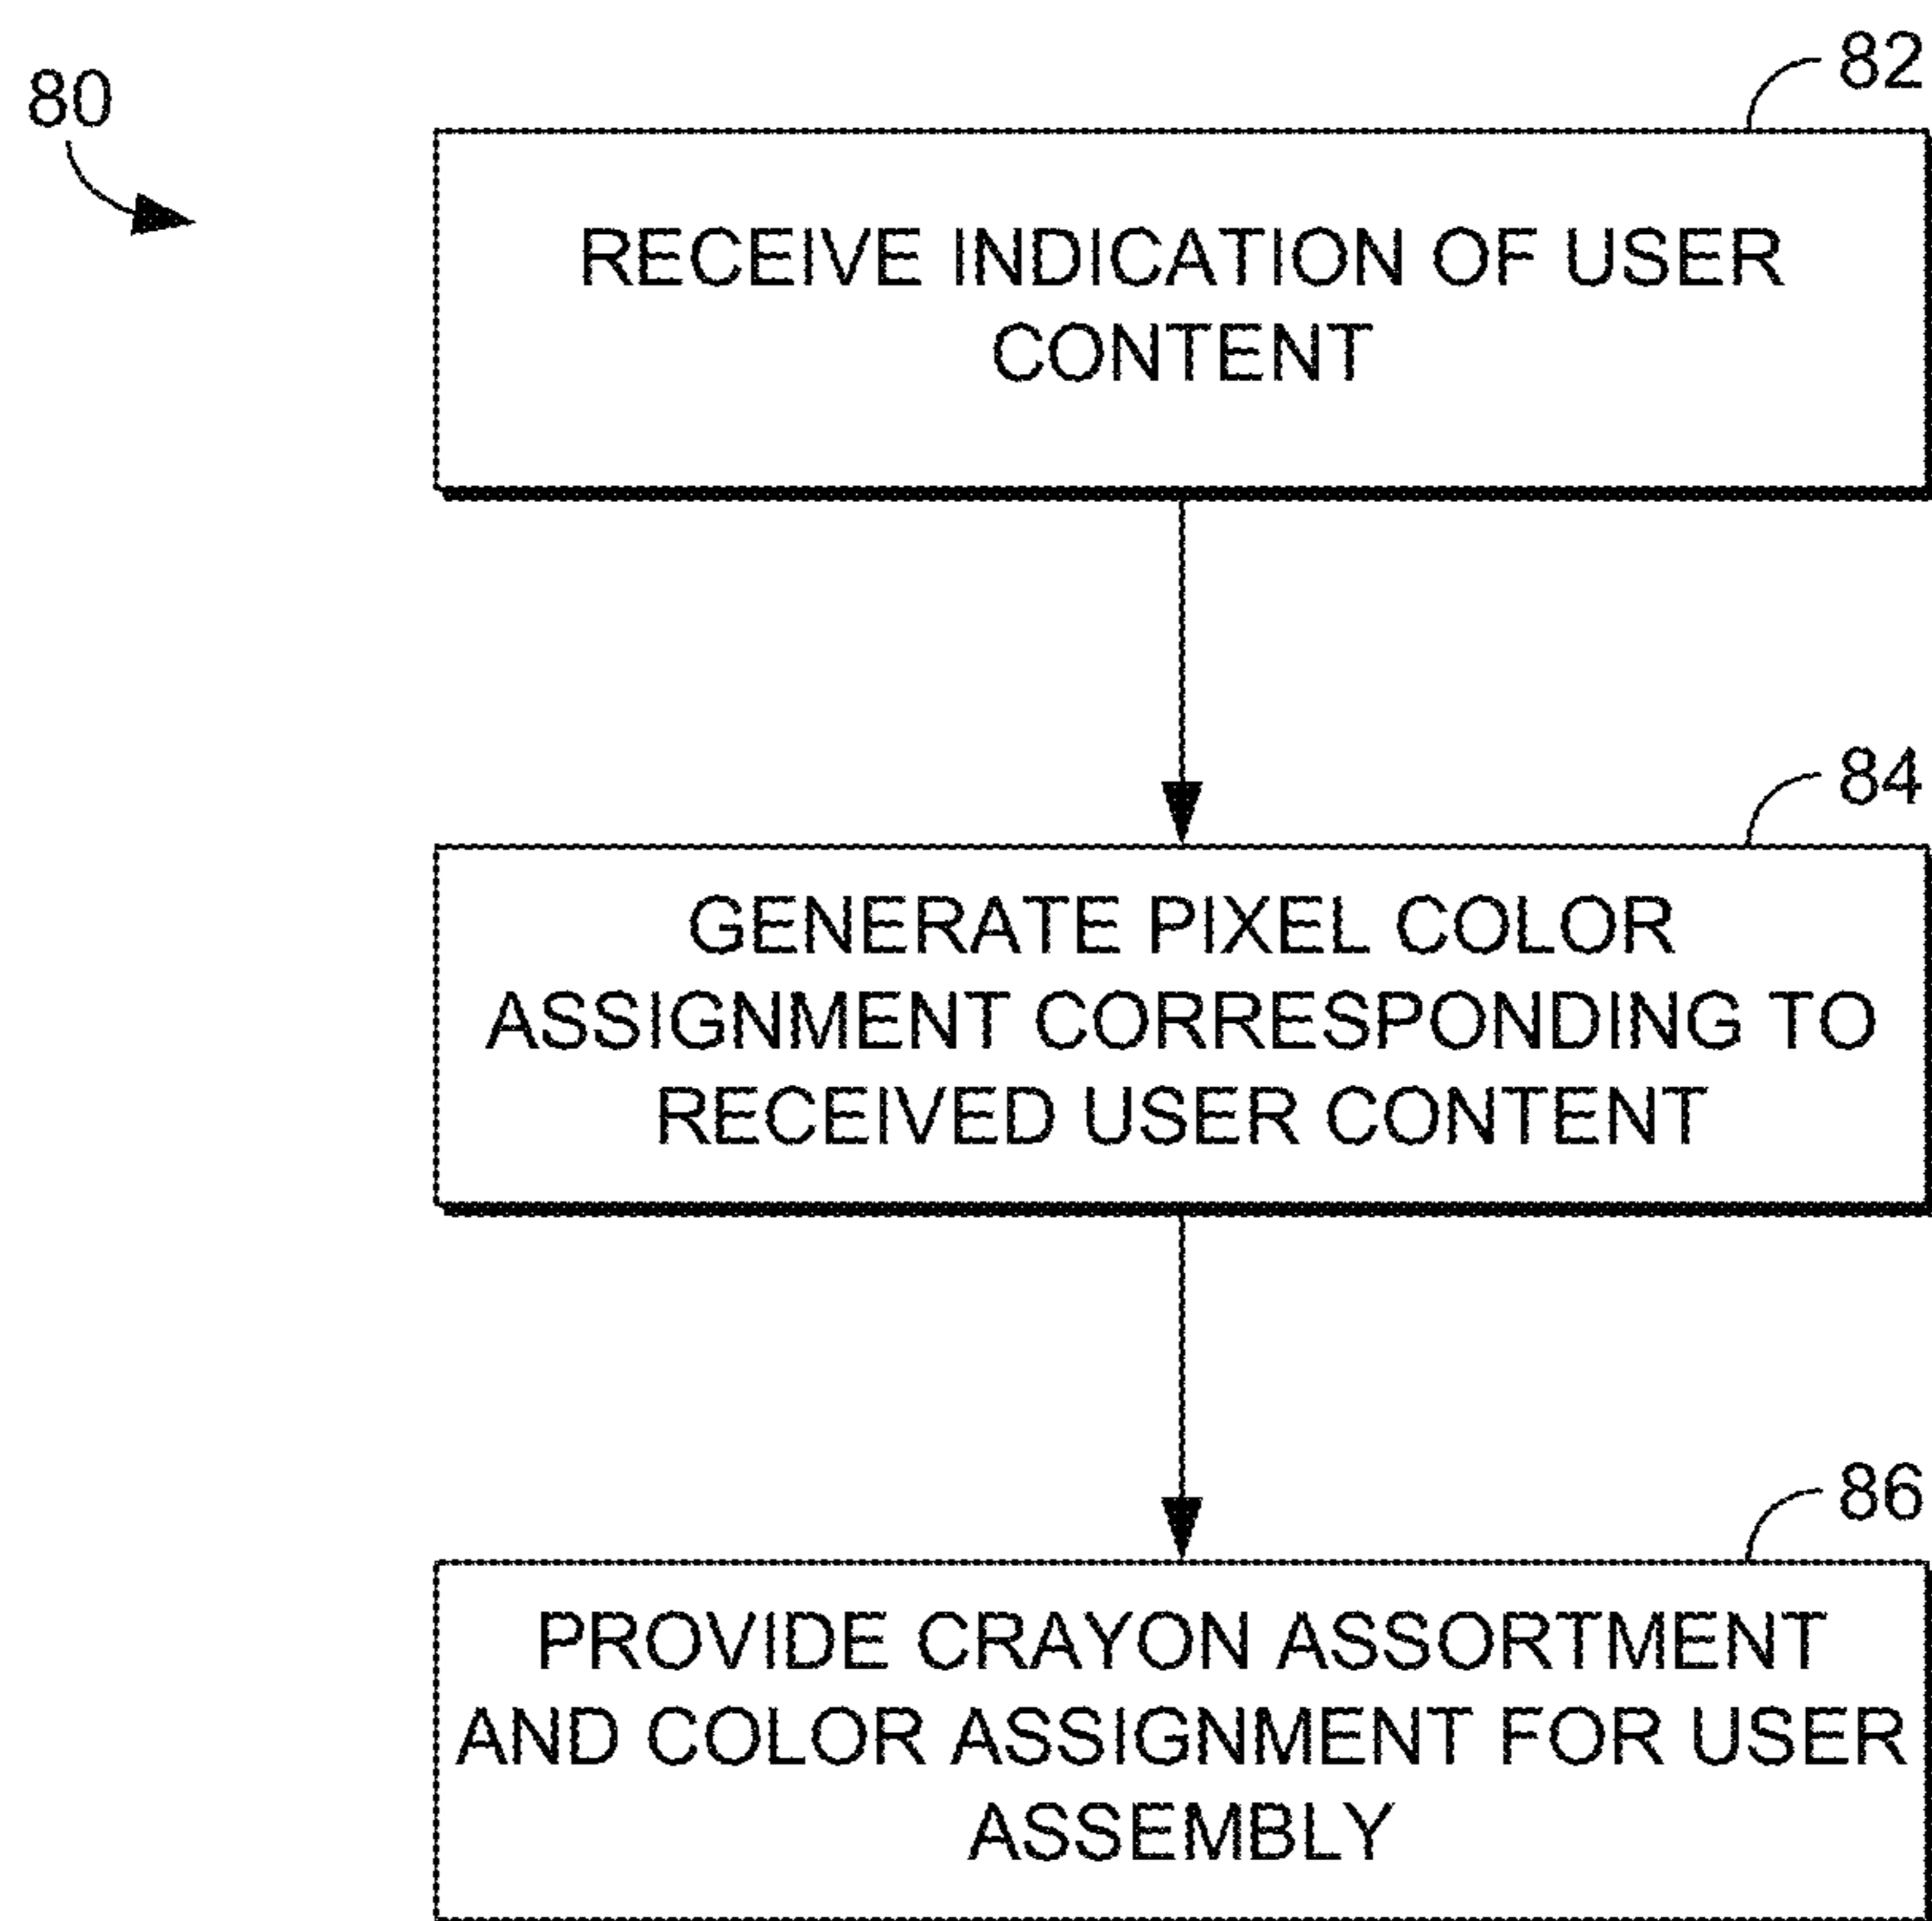 80
82
RECEIVE INDICATION OF USER
CONTENT
84
GENERATE PIXEL COLOR
ASSIGNMENT CORRESPONDING TO
RECEIVED USER CONTENT
86
PROVIDE CRAYON ASSORTMENT
AND COLOR ASSIGNMENT FOR USER
ASSEMBLY